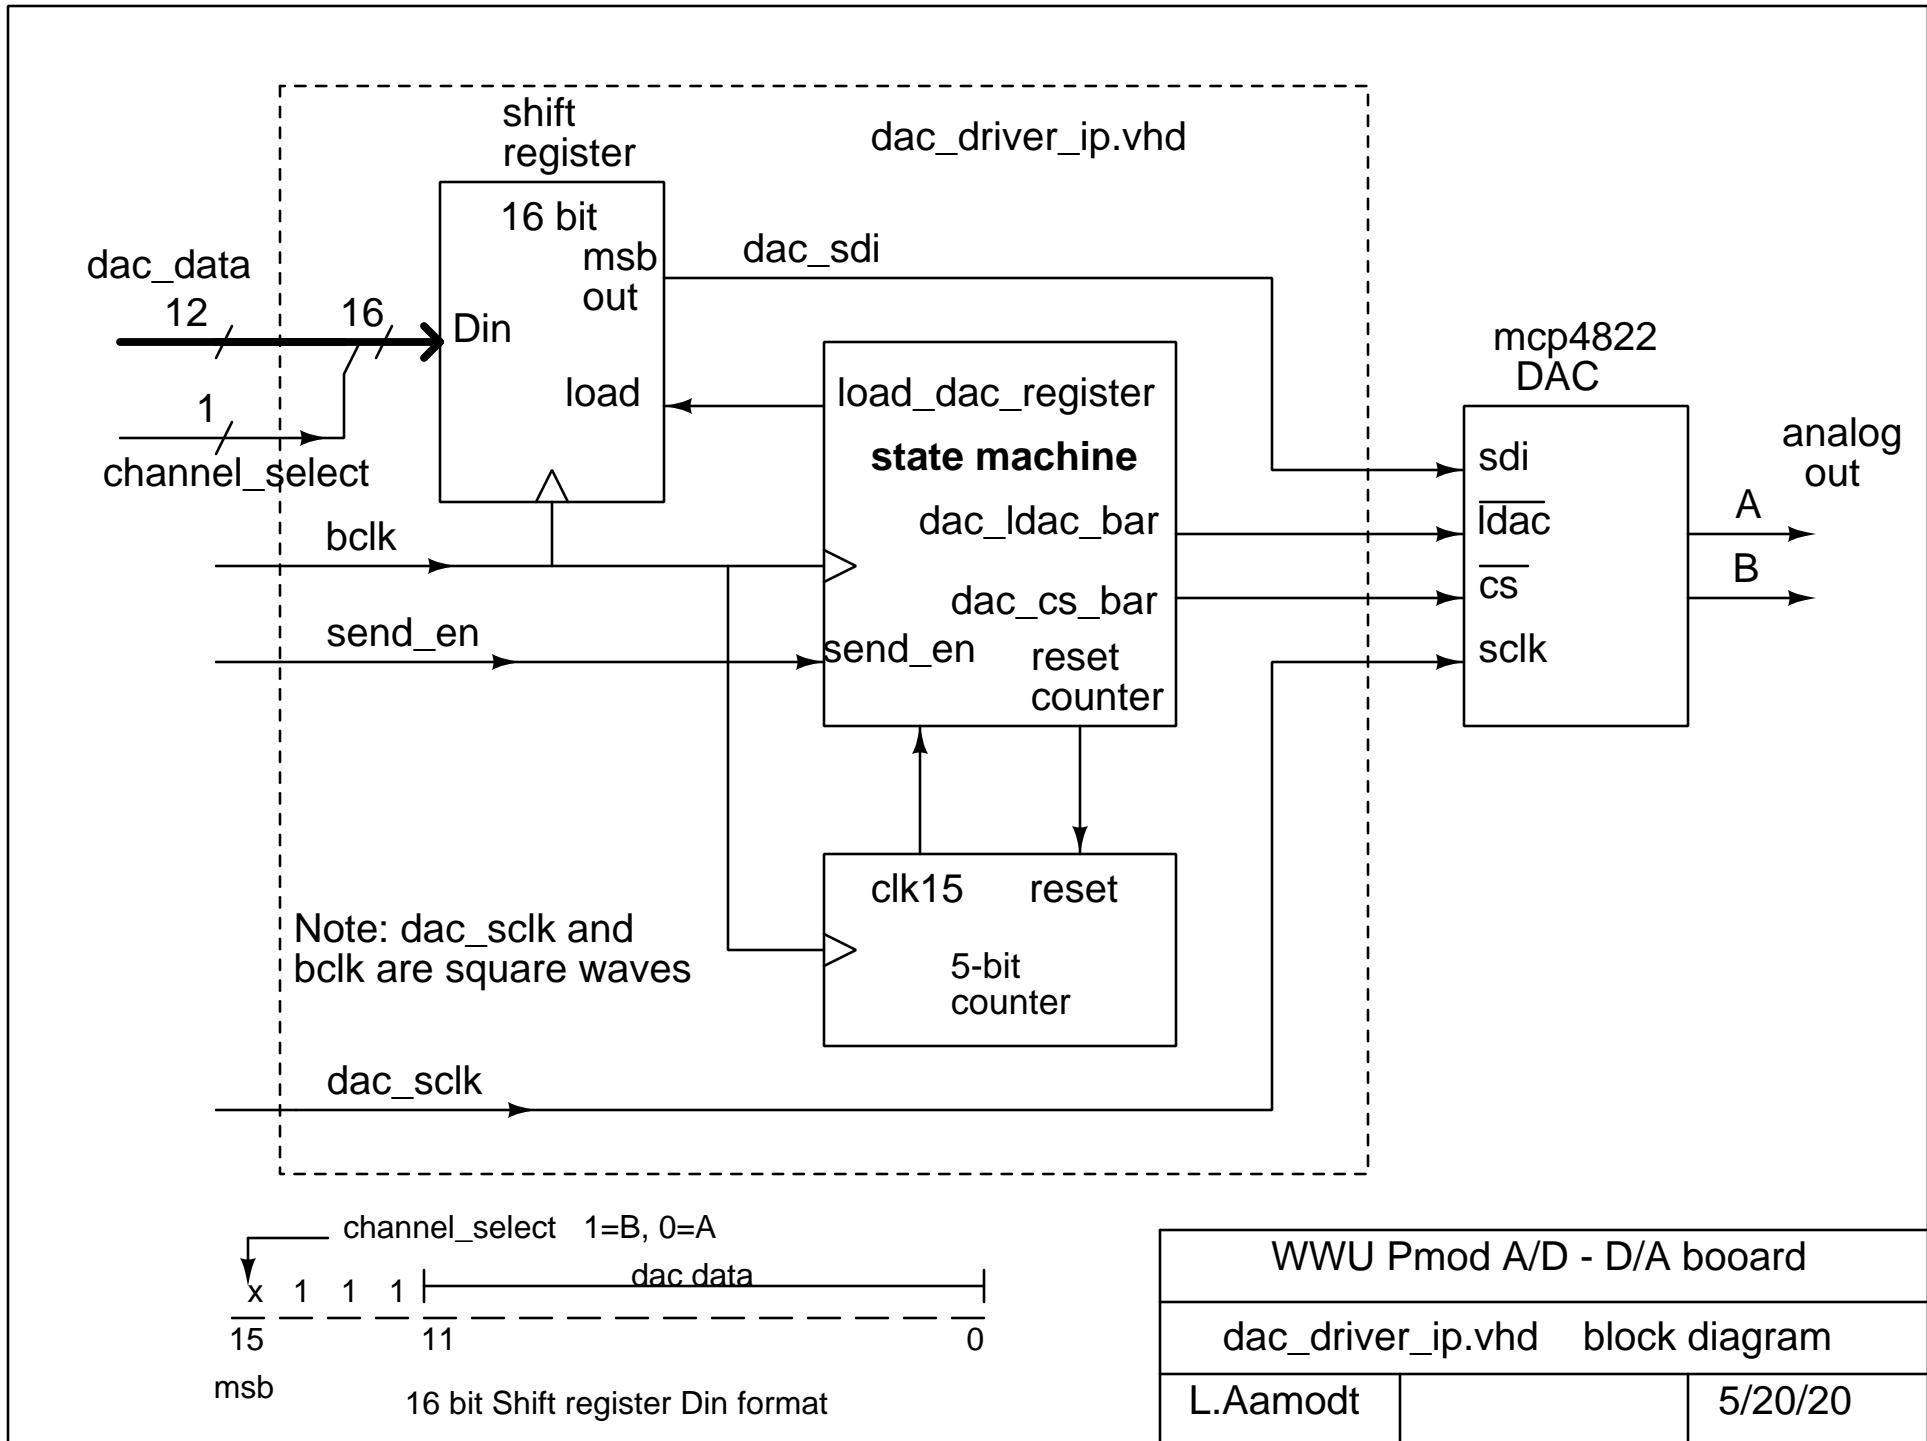 shift
register
dac_driver_ip.vhd
16 bit
msb
out
dac_sdi
dac_data
12
16
Din
load
1
channel_select
load_dac_register
state machine
dac_ldac_bar
dac_cs_bar
send_en
reset
counter
bclk
send_en
mcp4822
DAC
sdi
ldac
cs
sclk
analog
out
A
B
clk15
reset
5-bit
counter
Note: dac_sclk and
bclk are square waves
dac_sclk
channel_select 1=B, 0=A
x 1 1 1
dac data
15
11
0
msb
16 bit Shift register Din format
WWU Pmod A/D - D/A booard
dac_driver_ip.vhd block diagram
L.Aamodt
5/20/20